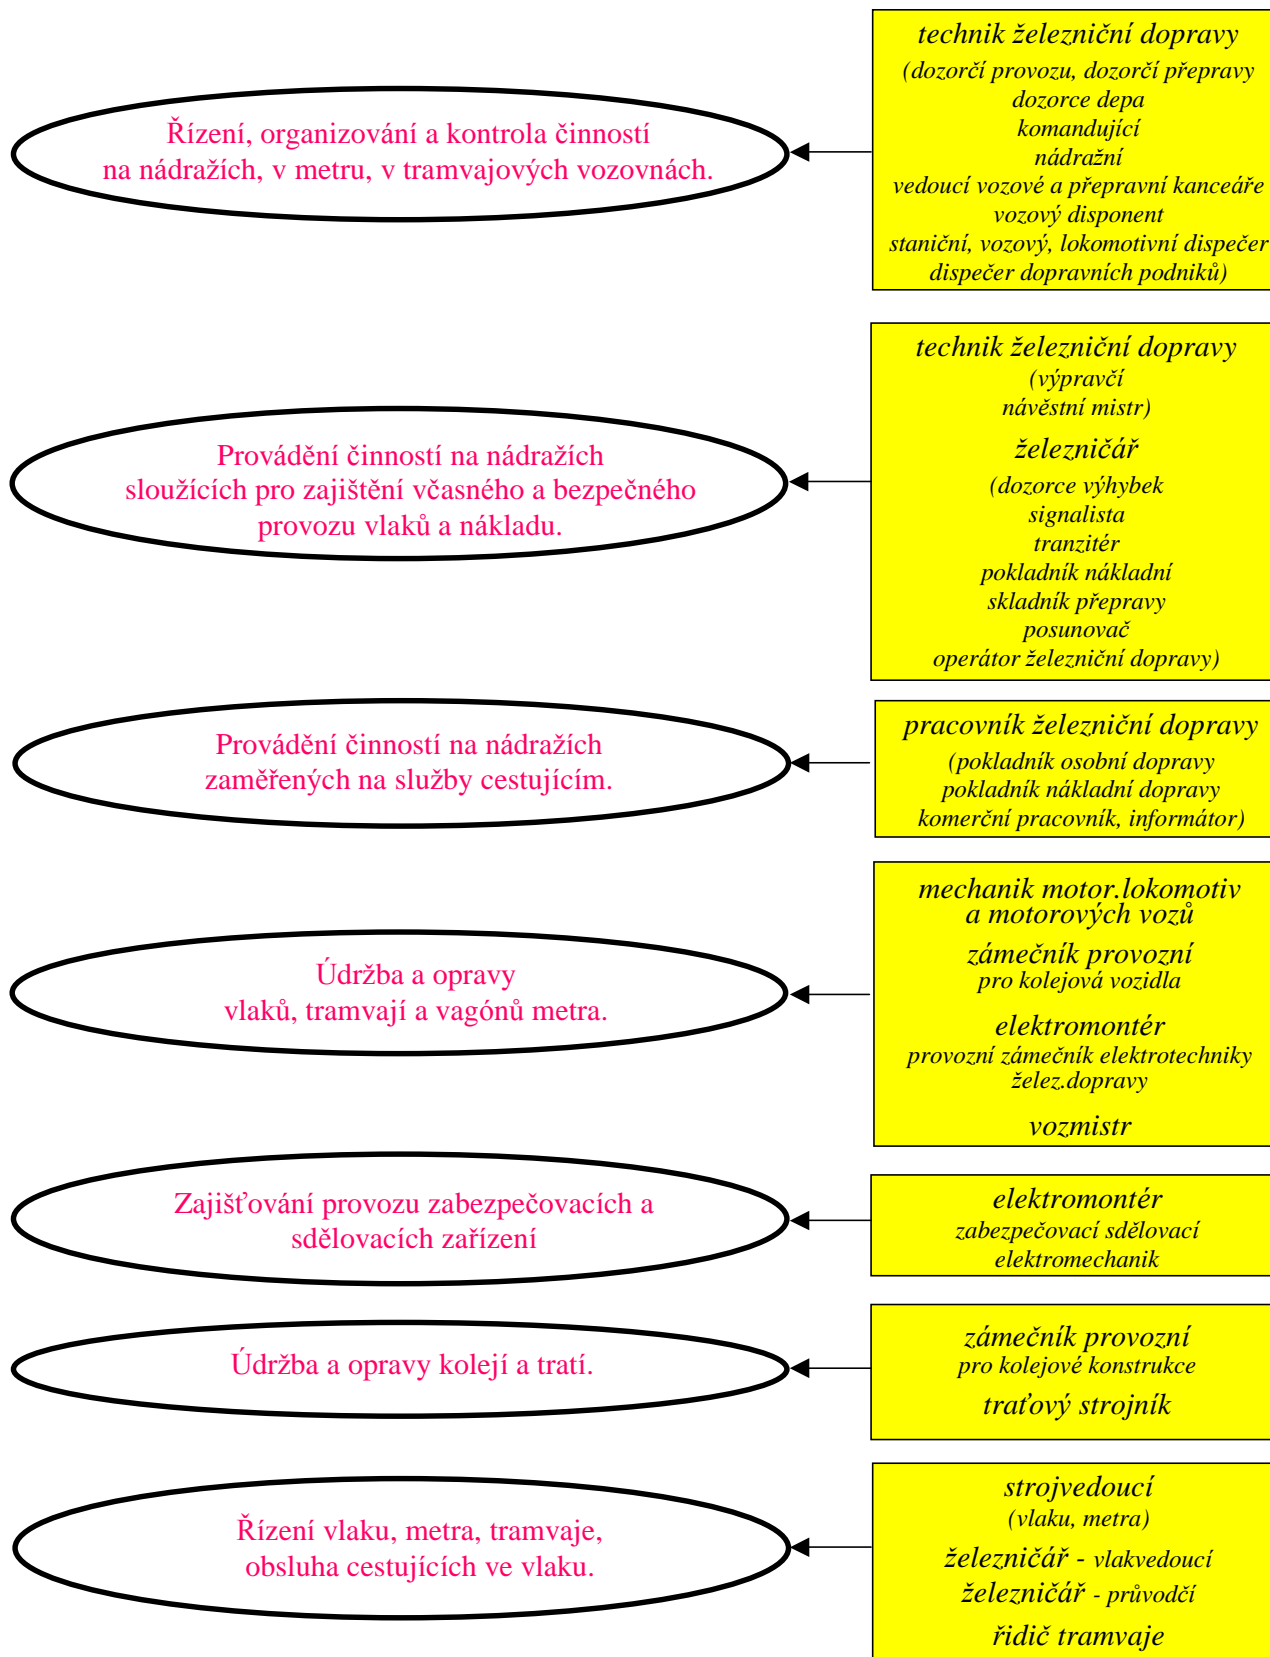 technik železniční dopravy
(dozorčí provozu, dozorčí přepravy
dozorce depa
komandující
nádražní
vedoucí vozové a přepravní kanceáře
vozový disponent
staniční, vozový, lokomotivní dispečer
dispečer dopravních podniků)
Řízení, organizování a kontrola činností
na nádražích, v metru, v tramvajových vozovnách.
technik železniční dopravy
(výpravčí
návěstní mistr)
železničář
(dozorce výhybek
signalista
tranzitér
pokladník nákladní
skladník přepravy
posunovač
operátor železniční dopravy)
Provádění činností na nádražích
sloužících pro zajištění včasného a bezpečného
provozu vlaků a nákladu.
pracovník železniční dopravy
(pokladník osobní dopravy
pokladník nákladní dopravy
komerční pracovník, informátor)
Provádění činností na nádražích
zaměřených na služby cestujícím.
mechanik motor.lokomotiv
a motorových vozů
zámečník provozní
pro kolejová vozidla
elektromontér
provozní zámečník elektrotechniky
želez.dopravy
vozmistr
Údržba a opravy
vlaků, tramvají a vagónů metra.
elektromontér
zabezpečovací sdělovací
elektromechanik
Zajišťování provozu zabezpečovacích a
sdělovacích zařízení
zámečník provozní
pro kolejové konstrukce
traťový strojník
Údržba a opravy kolejí a tratí.
strojvedoucí
(vlaku, metra)
železničář - vlakvedoucí
železničář - průvodčí
řidič tramvaje
Řízení vlaku, metra, tramvaje,
obsluha cestujících ve vlaku.